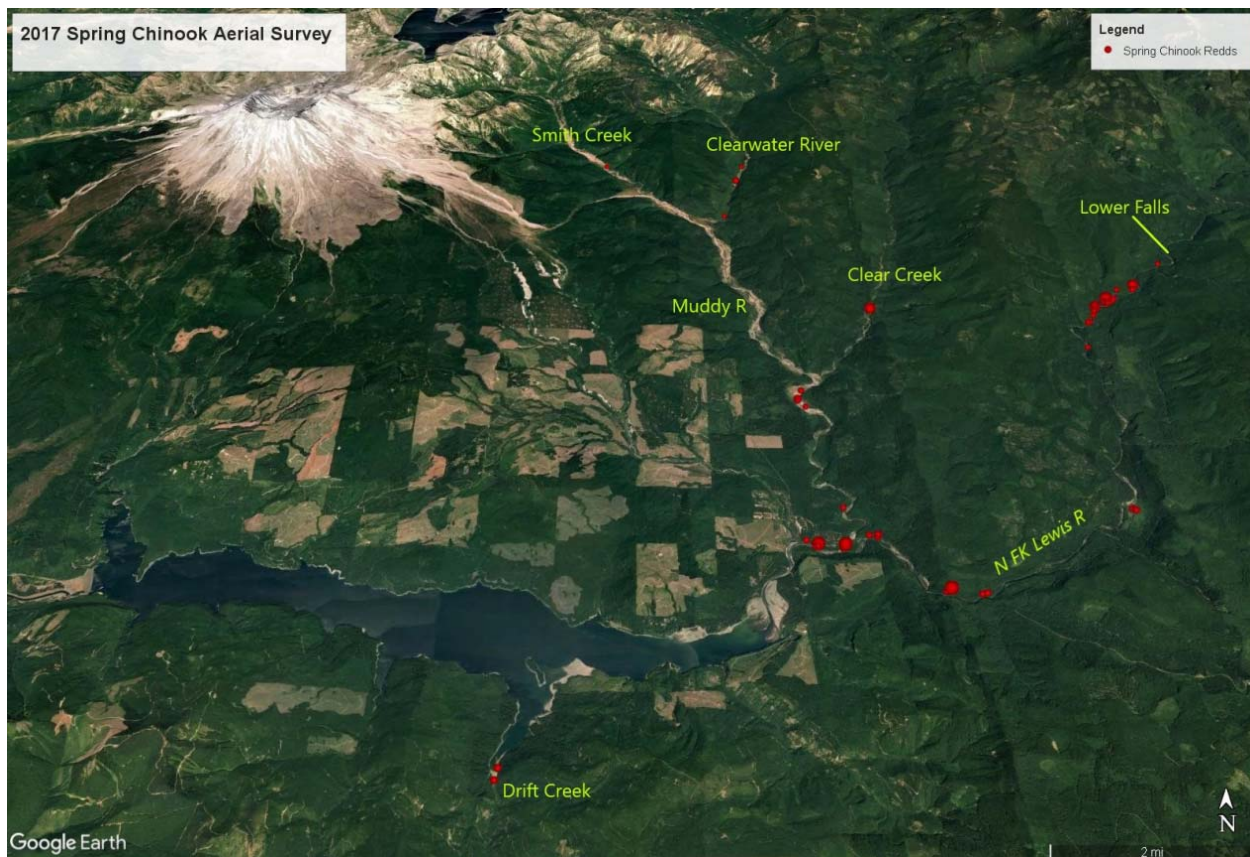 2017 Spring Chinook Aerial Survey
Legend
Spring Chinook Redds
Smith Creek
Clearwater River
Lower Falls
Clear Creek
Muddy R
N FK Lewis R
Drift Creek
Google Earth
N
2 mi